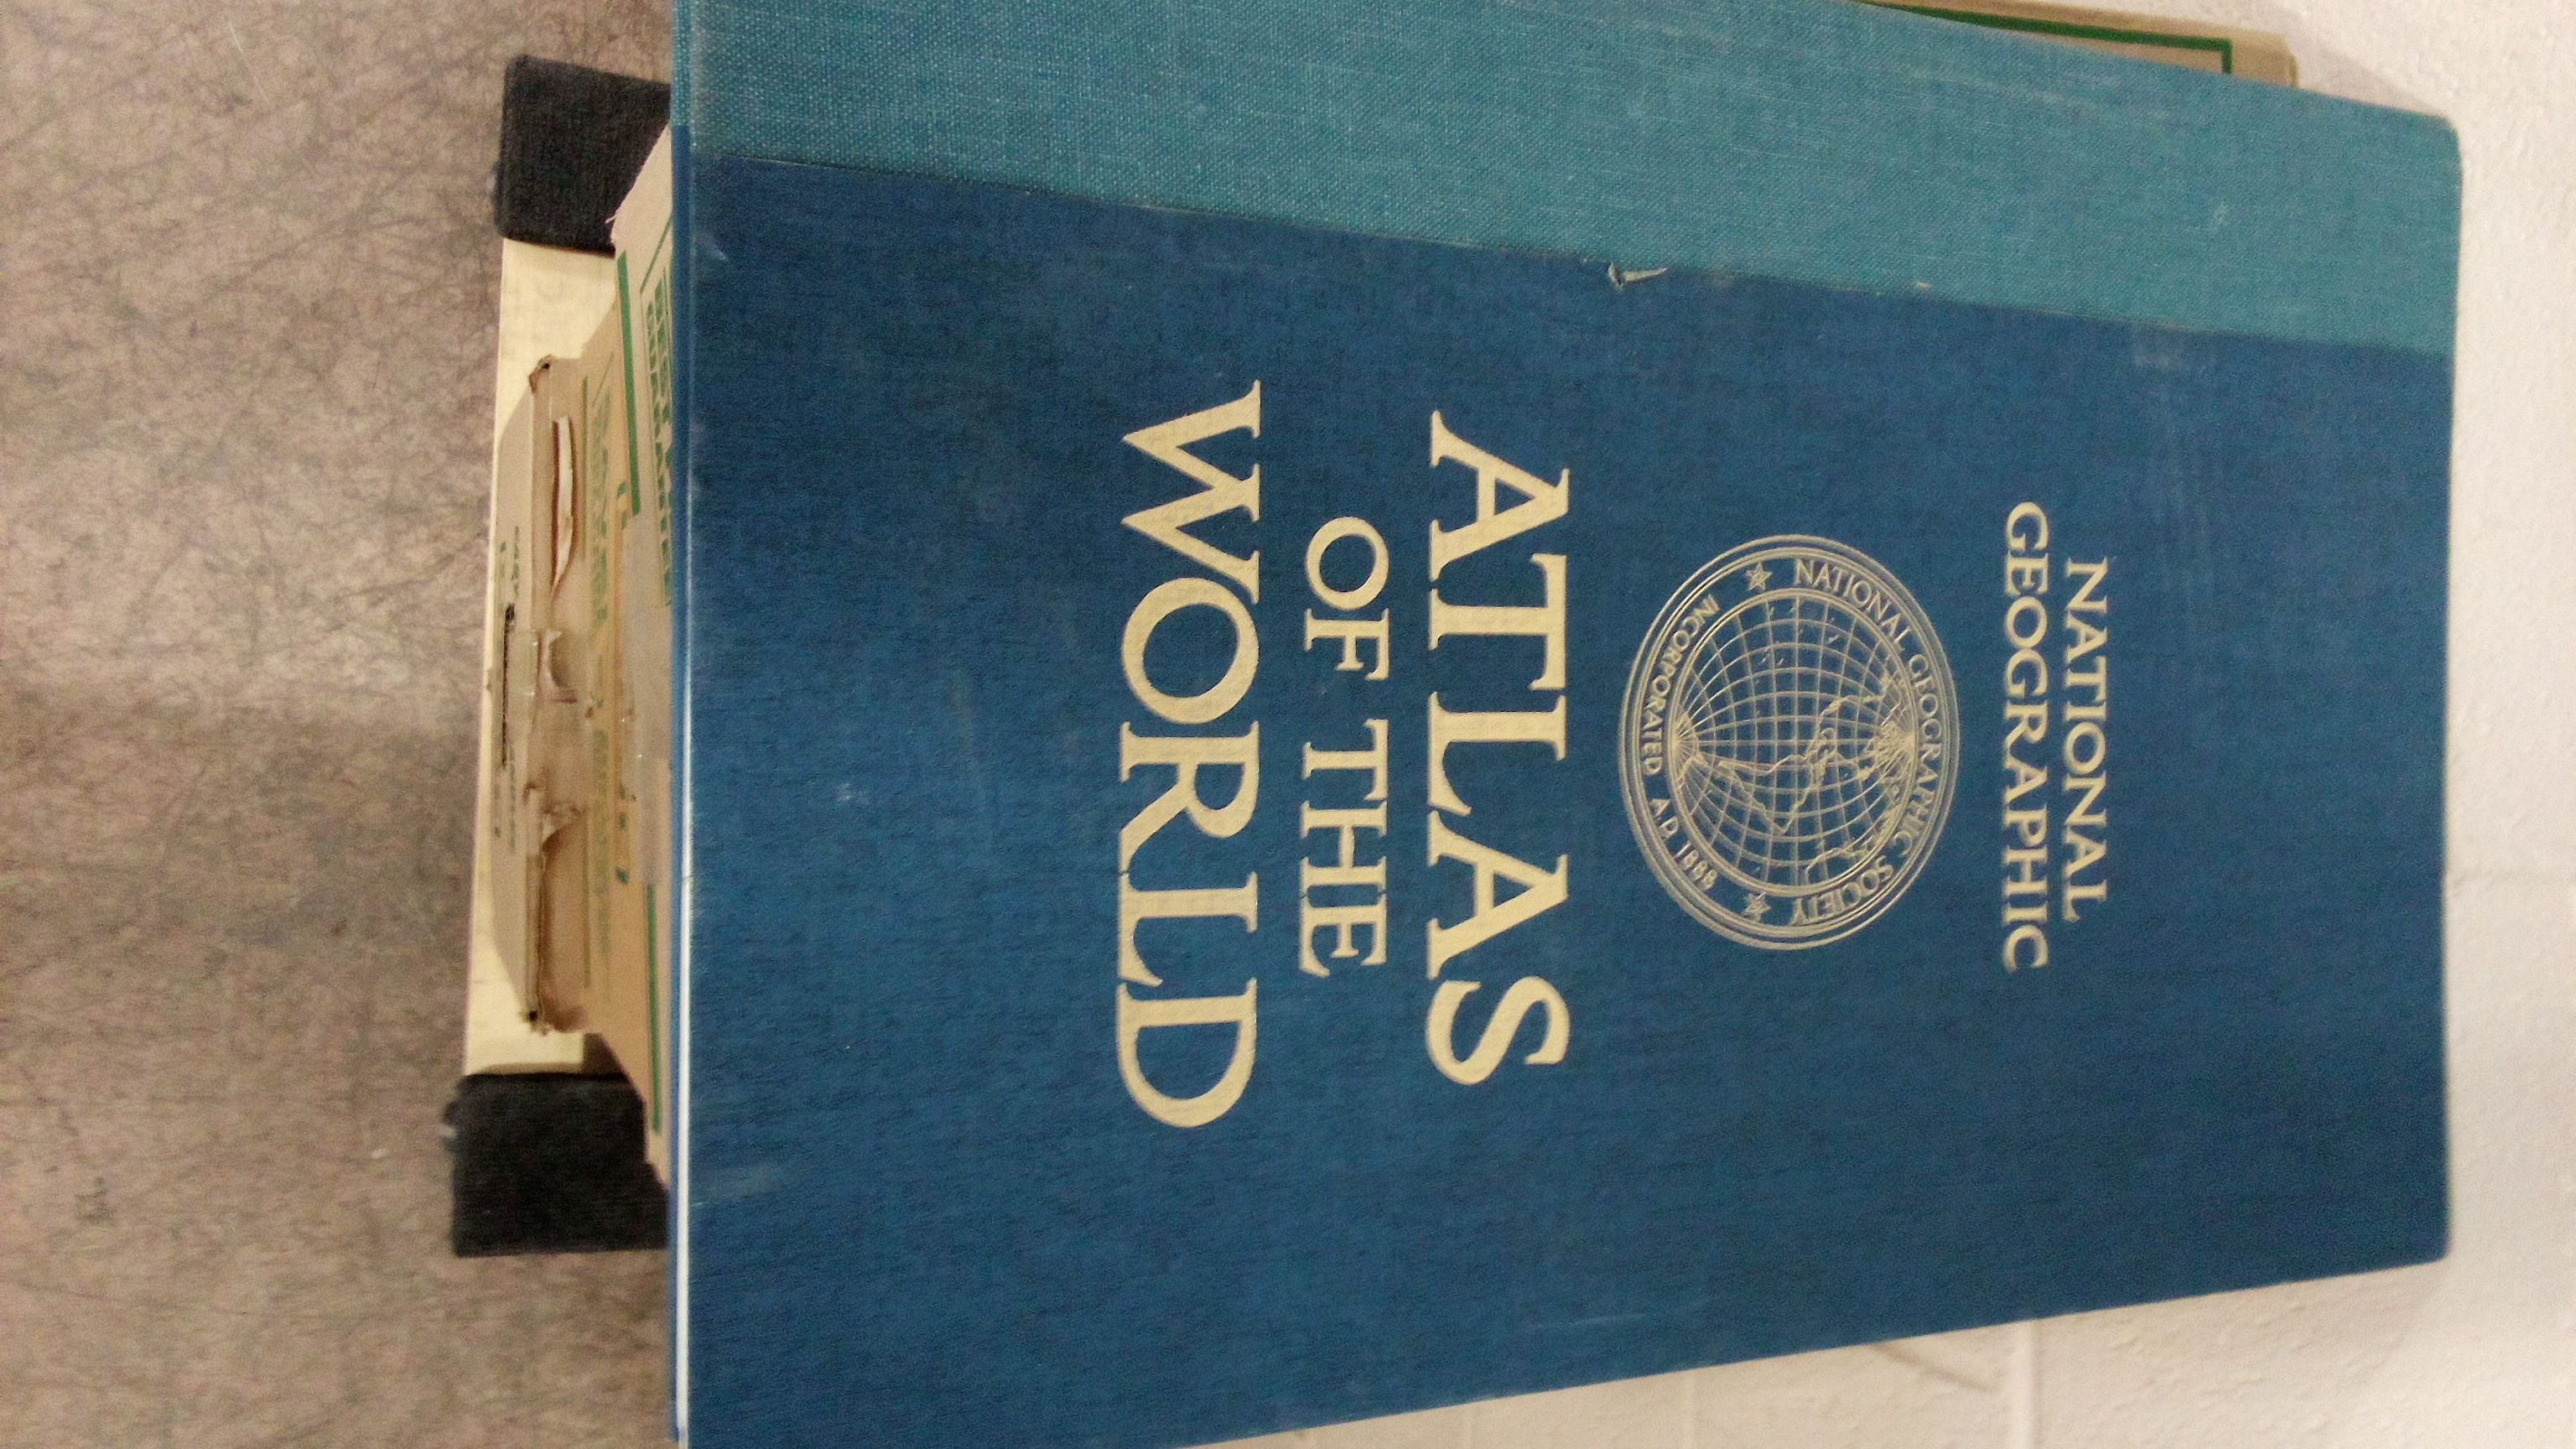 NATIONAL
GEOGRAPHIC
NATIONAL GEOGRAPHIC SOCIETY
INCORPORATED A.D. 1888
ATLAS
OF THE
WORLD